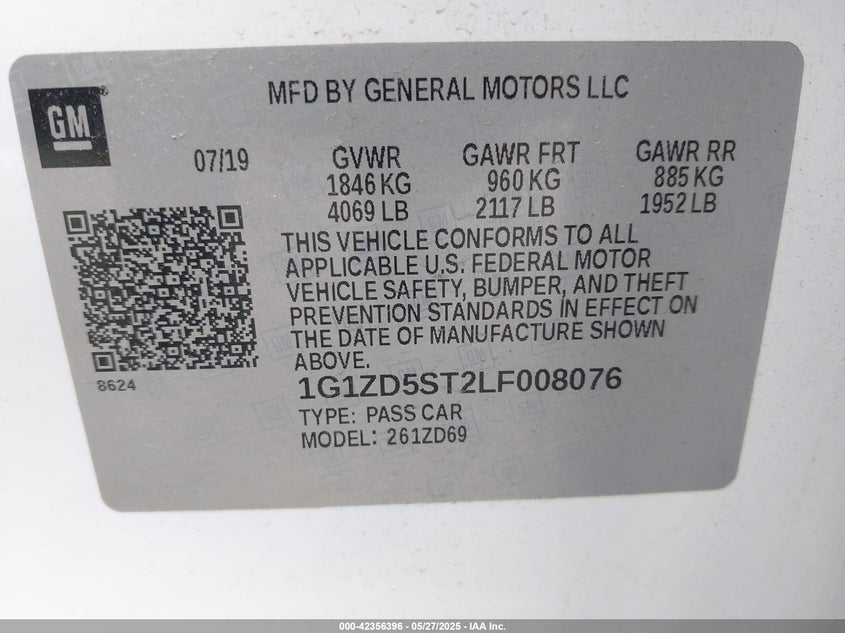 MFD BY GENERAL MOTORS LLC
GM®
07/19 GVWR GAWR FRT GAWR RR
1846 KG 960 KG 885 KG
4069 LB 2117 LB 1952 LB
THIS VEHICLE CONFORMS TO ALL
APPLICABLE U.S. FEDERAL MOTOR
VEHICLE SAFETY, BUMPER, AND THEFT
PREVENTION STANDARDS IN EFFECT ON
THE DATE OF MANUFACTURE SHOWN
ABOVE.
8624
1G1ZD5ST2LF008076
TYPE: PASS CAR
MODEL: 261ZD69
000-42356396 - 05/27/2025 - IAA Inc.